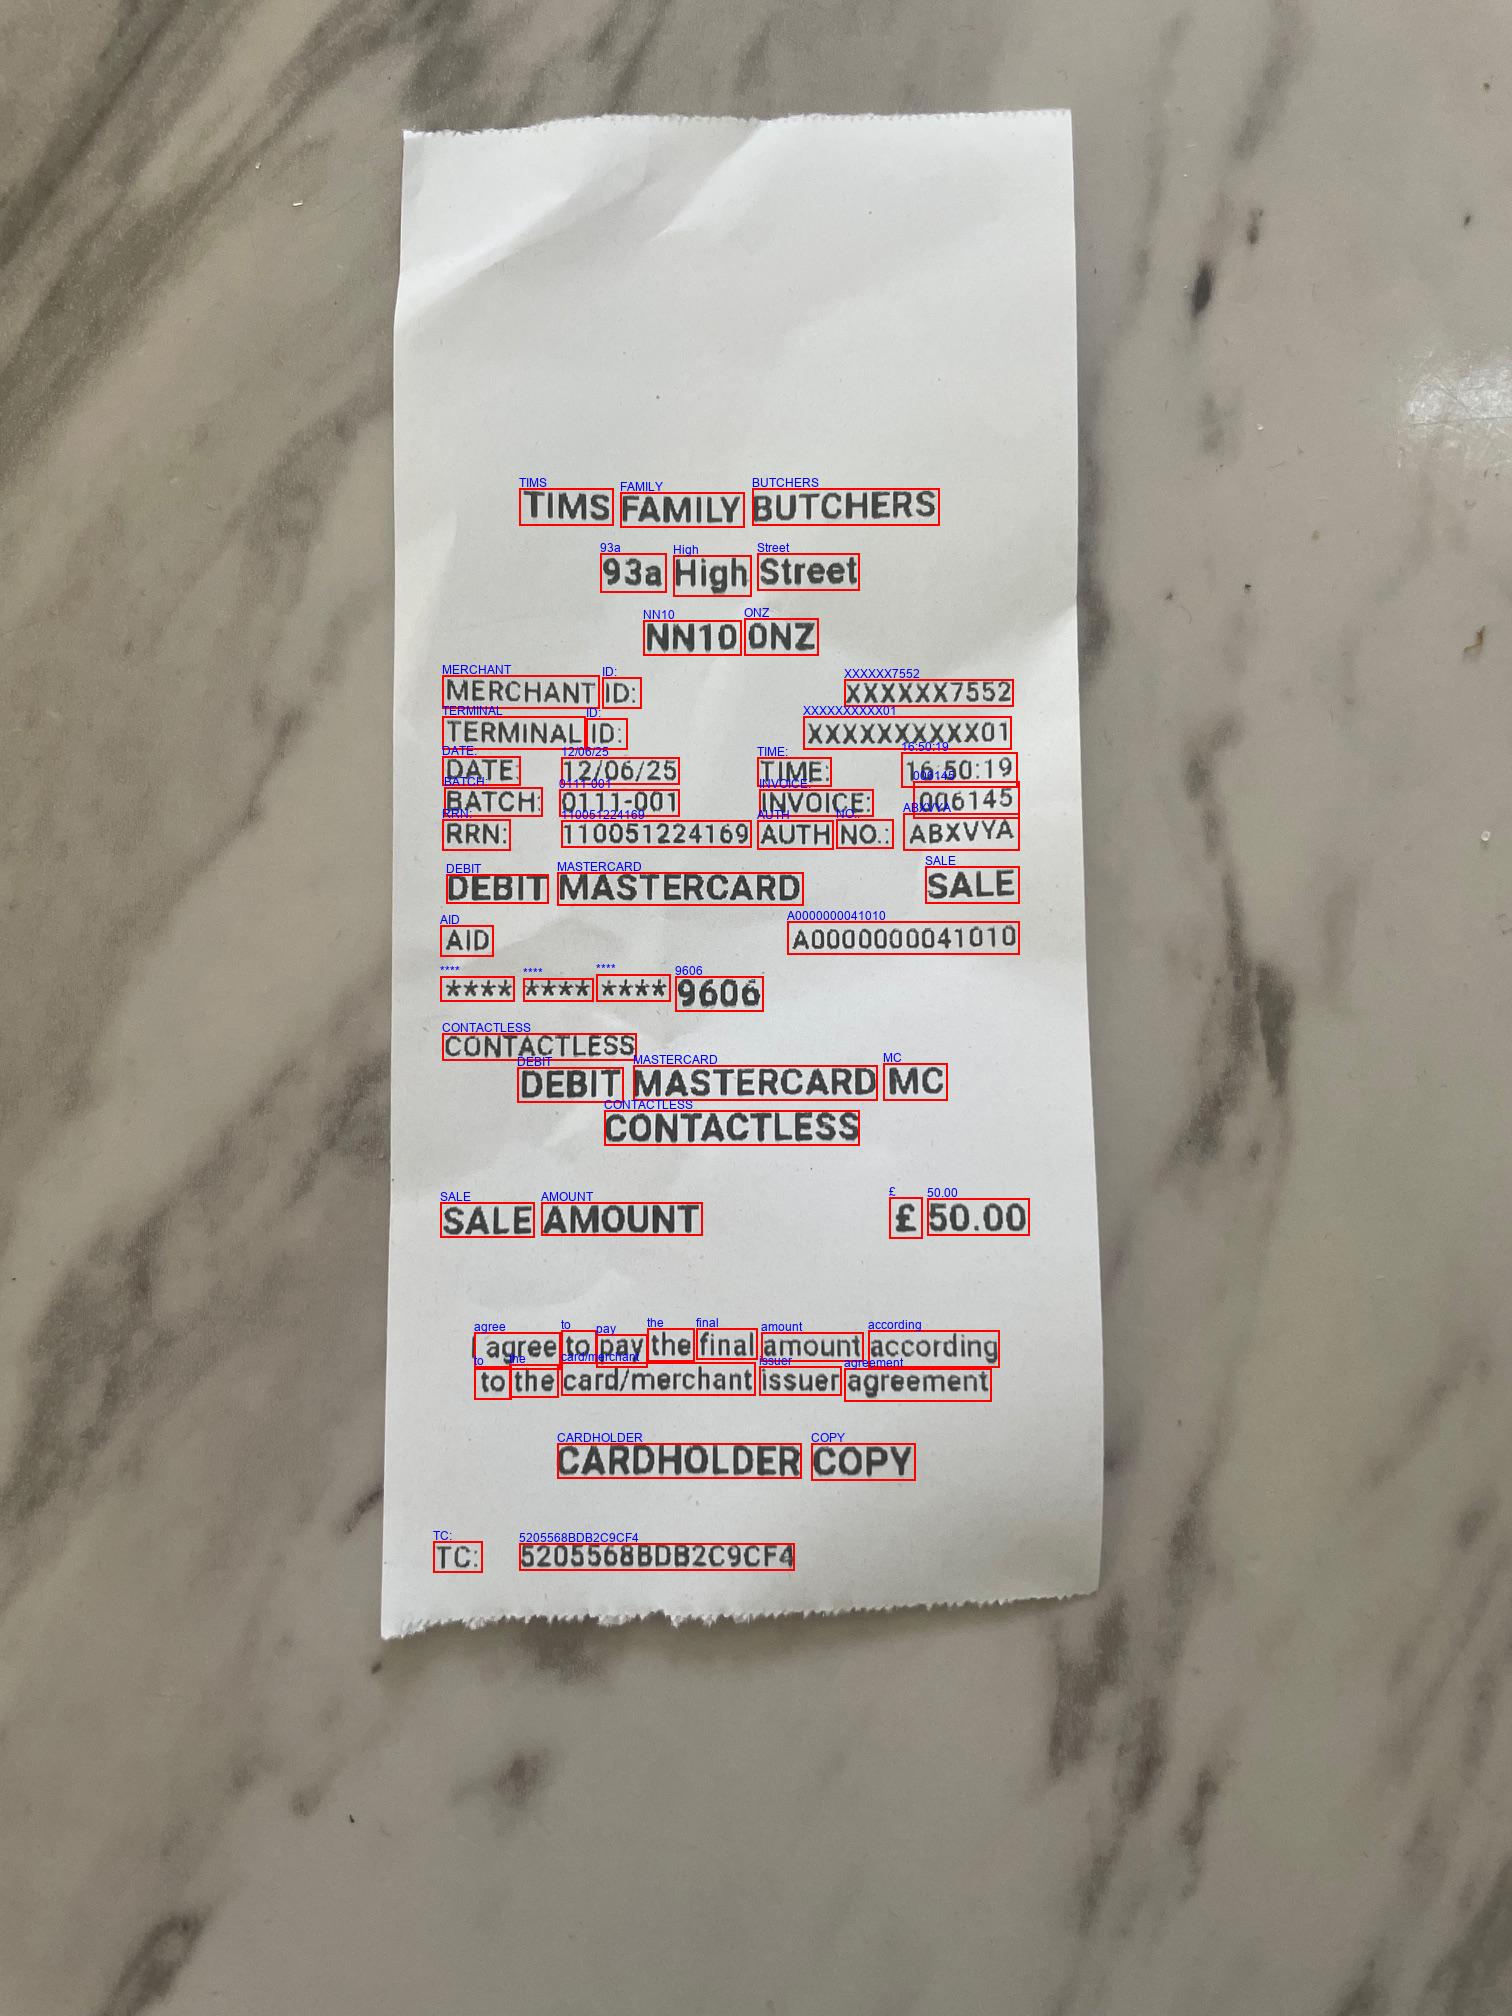 TIMS FAMILY BUTCHERS
93a High Street
NN10 0NZ
MERCHANT ID: XXXXXX7552
TERMINAL ID: XXXXXXXXXX01
DATE: 12/06/25 TIME: 16:50:19
BATCH: 0111-001 INVOICE: 006145
RRN: 110051224169 AUTH NO.: ABXVYA
DEBIT MASTERCARD SALE
AID A0000000041010
**** **** **** 9606
CONTACTLESS
DEBIT MASTERCARD MC
CONTACTLESS
SALE AMOUNT £ 50.00
I agree to pay the final amount according
to the card/merchant issuer agreement
CARDHOLDER COPY
TC: 5205568BDB2C9CF4